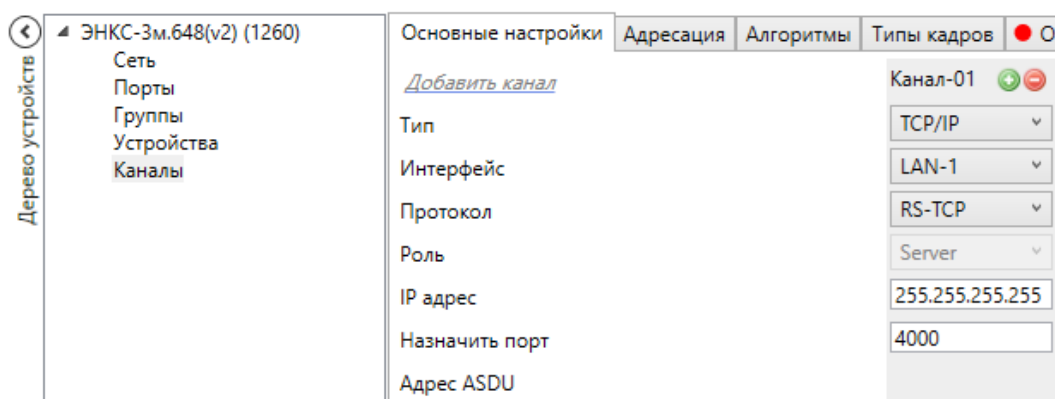 Дерево устройств
ЭНКС-3м.648(v2) (1260)
Сеть
Порты
Группы
Устройства
Каналы
Основные настройки Адресация Алгоритмы Типы кадров О
Добавить канал Канал-01
Тип TCP/IP
Интерфейс LAN-1
Протокол RS-TCP
Роль Server
IP адрес 255.255.255.255
Назначить порт 4000
Адрес ASDU